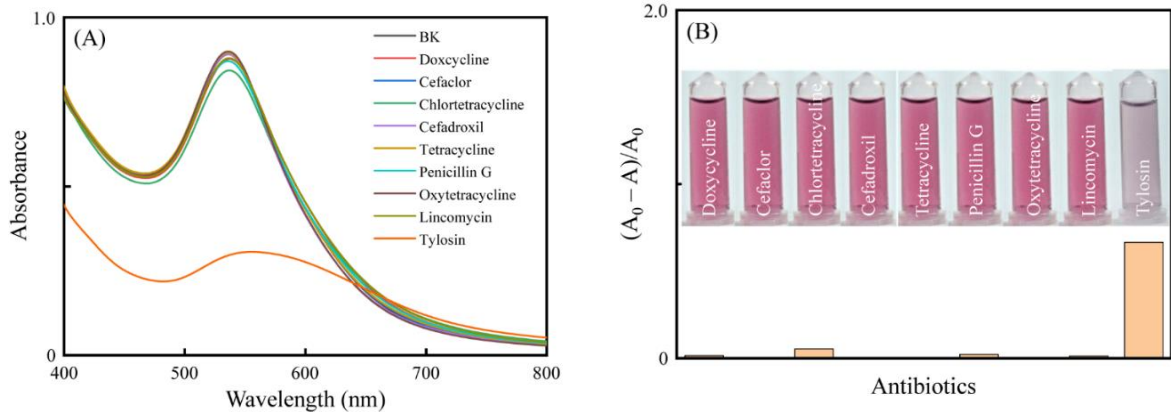 (A)
1.0
0
Absorbance
400
500
600
700
800
Wavelength (nm)
BK
Doxcycline
Cefaclor
Chlortetracycline
Cefadroxil
Tetracycline
Penicillin G
Oxytetracycline
Lincomycin
Tylosin
(B)
2.0
0
(A₀ – A)/A₀
Doxycycline
Cefaclor
Chlortetracycline
Cefadroxil
Tetracycline
Penicillin G
Oxytetracycline
Lincomycin
Tylosin
Antibiotics